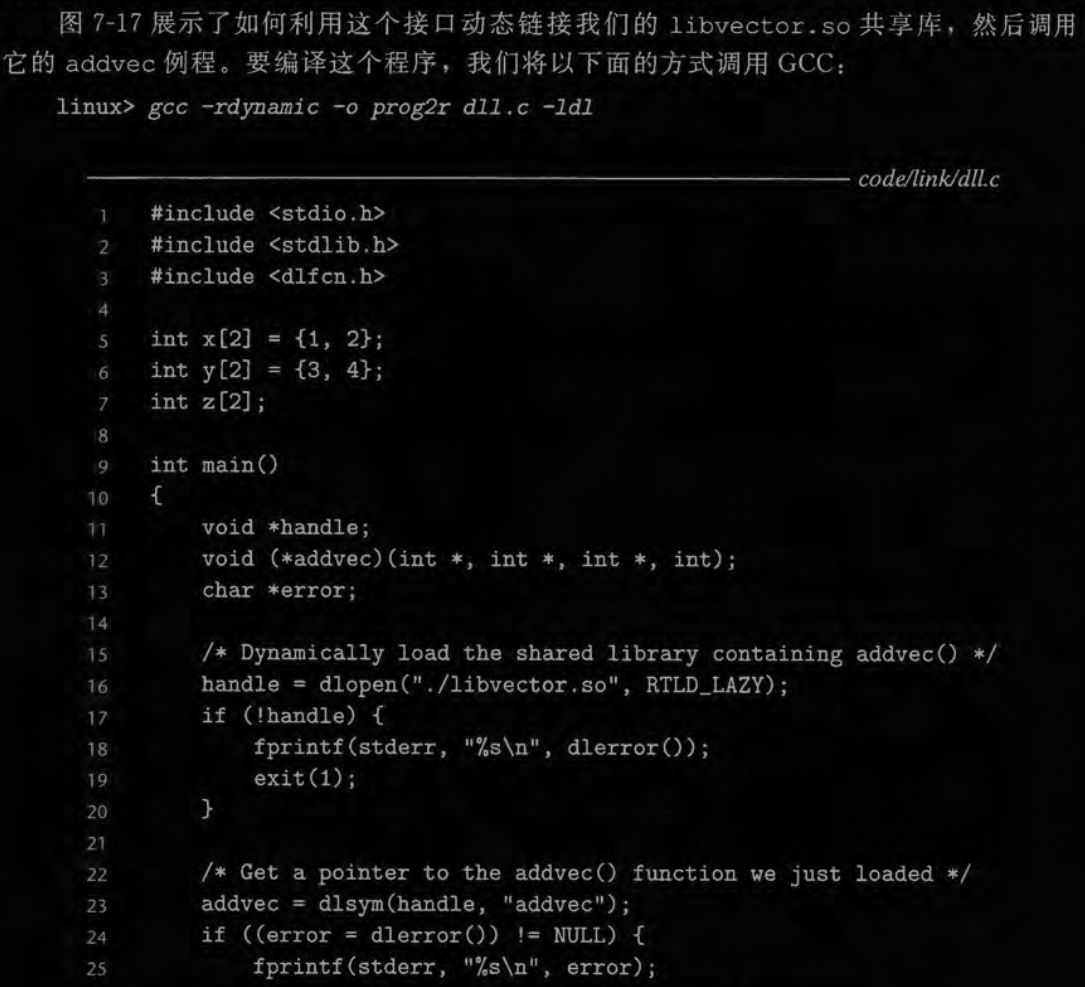 图 7-17 展示了如何利用这个接口动态链接我们的 libvector.so 共享库，然后调用
它的 addvec 例程。要编译这个程序，我们将以下面的方式调用 GCC：
linux> gcc -rdynamic -o prog2r dll.c -ldl
code/link/dll.c
1 #include <stdio.h>
2 #include <stdlib.h>
3 #include <dlfcn.h>
4
5 int x[2] = {1, 2};
6 int y[2] = {3, 4};
7 int z[2];
8
9 int main()
10 {
11 void *handle;
12 void (*addvec)(int *, int *, int *, int);
13 char *error;
14
15 /* Dynamically load the shared library containing addvec() */
16 handle = dlopen("./libvector.so", RTLD_LAZY);
17 if (!handle) {
18 fprintf(stderr, "%s\n", dlerror());
19 exit(1);
20 }
21
22 /* Get a pointer to the addvec() function we just loaded */
23 addvec = dlsym(handle, "addvec");
24 if ((error = dlerror()) != NULL) {
25 fprintf(stderr, "%s\n", error);